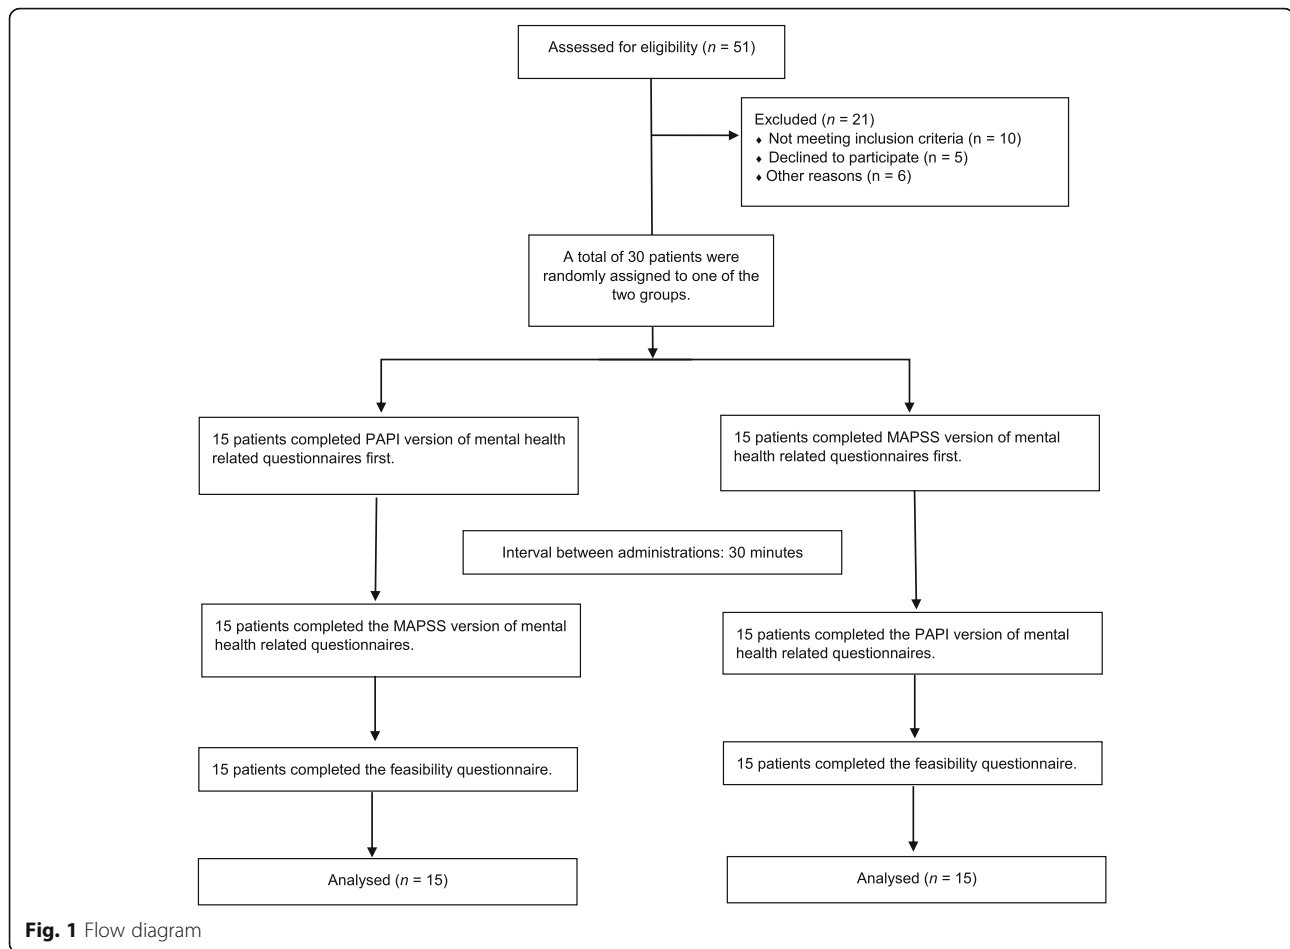 Assessed for eligibility (n = 51)
Excluded (n = 21)
♦ Not meeting inclusion criteria (n = 10)
♦ Declined to participate (n = 5)
♦ Other reasons (n = 6)
A total of 30 patients were
randomly assigned to one of the
two groups.
15 patients completed PAPI version of mental health
related questionnaires first.
15 patients completed MAPSS version of mental
health related questionnaires first.
Interval between administrations: 30 minutes
15 patients completed the MAPSS version of mental
health related questionnaires.
15 patients completed the PAPI version of mental
health related questionnaires.
15 patients completed the feasibility questionnaire.
15 patients completed the feasibility questionnaire.
Analysed (n = 15)
Analysed (n = 15)
Fig. 1 Flow diagram